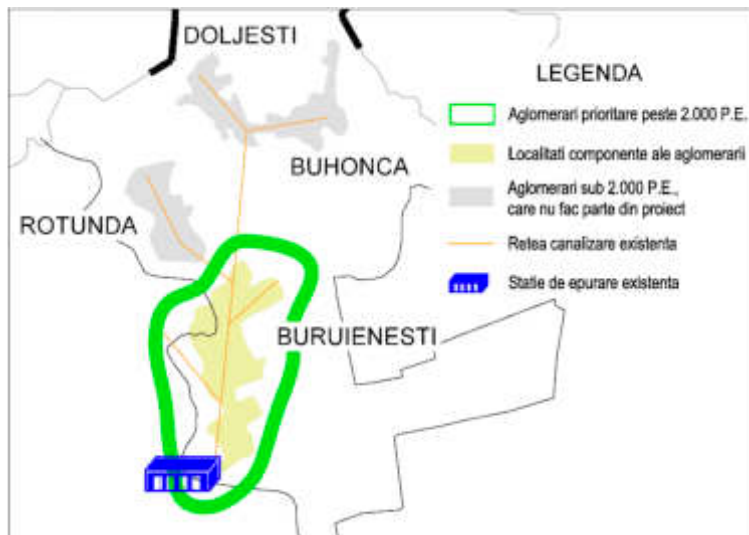 DOLJESTI
LEGENDA
Aglomerari prioritare peste 2.000 P.E.
Localitati componente ale aglomerarii
BUHONCA
Aglomerari sub 2.000 P.E.,
care nu fac parte din proiect
ROTUNDA
Retea canalizare existenta
Statie de epurare existenta
BURUIENESTI